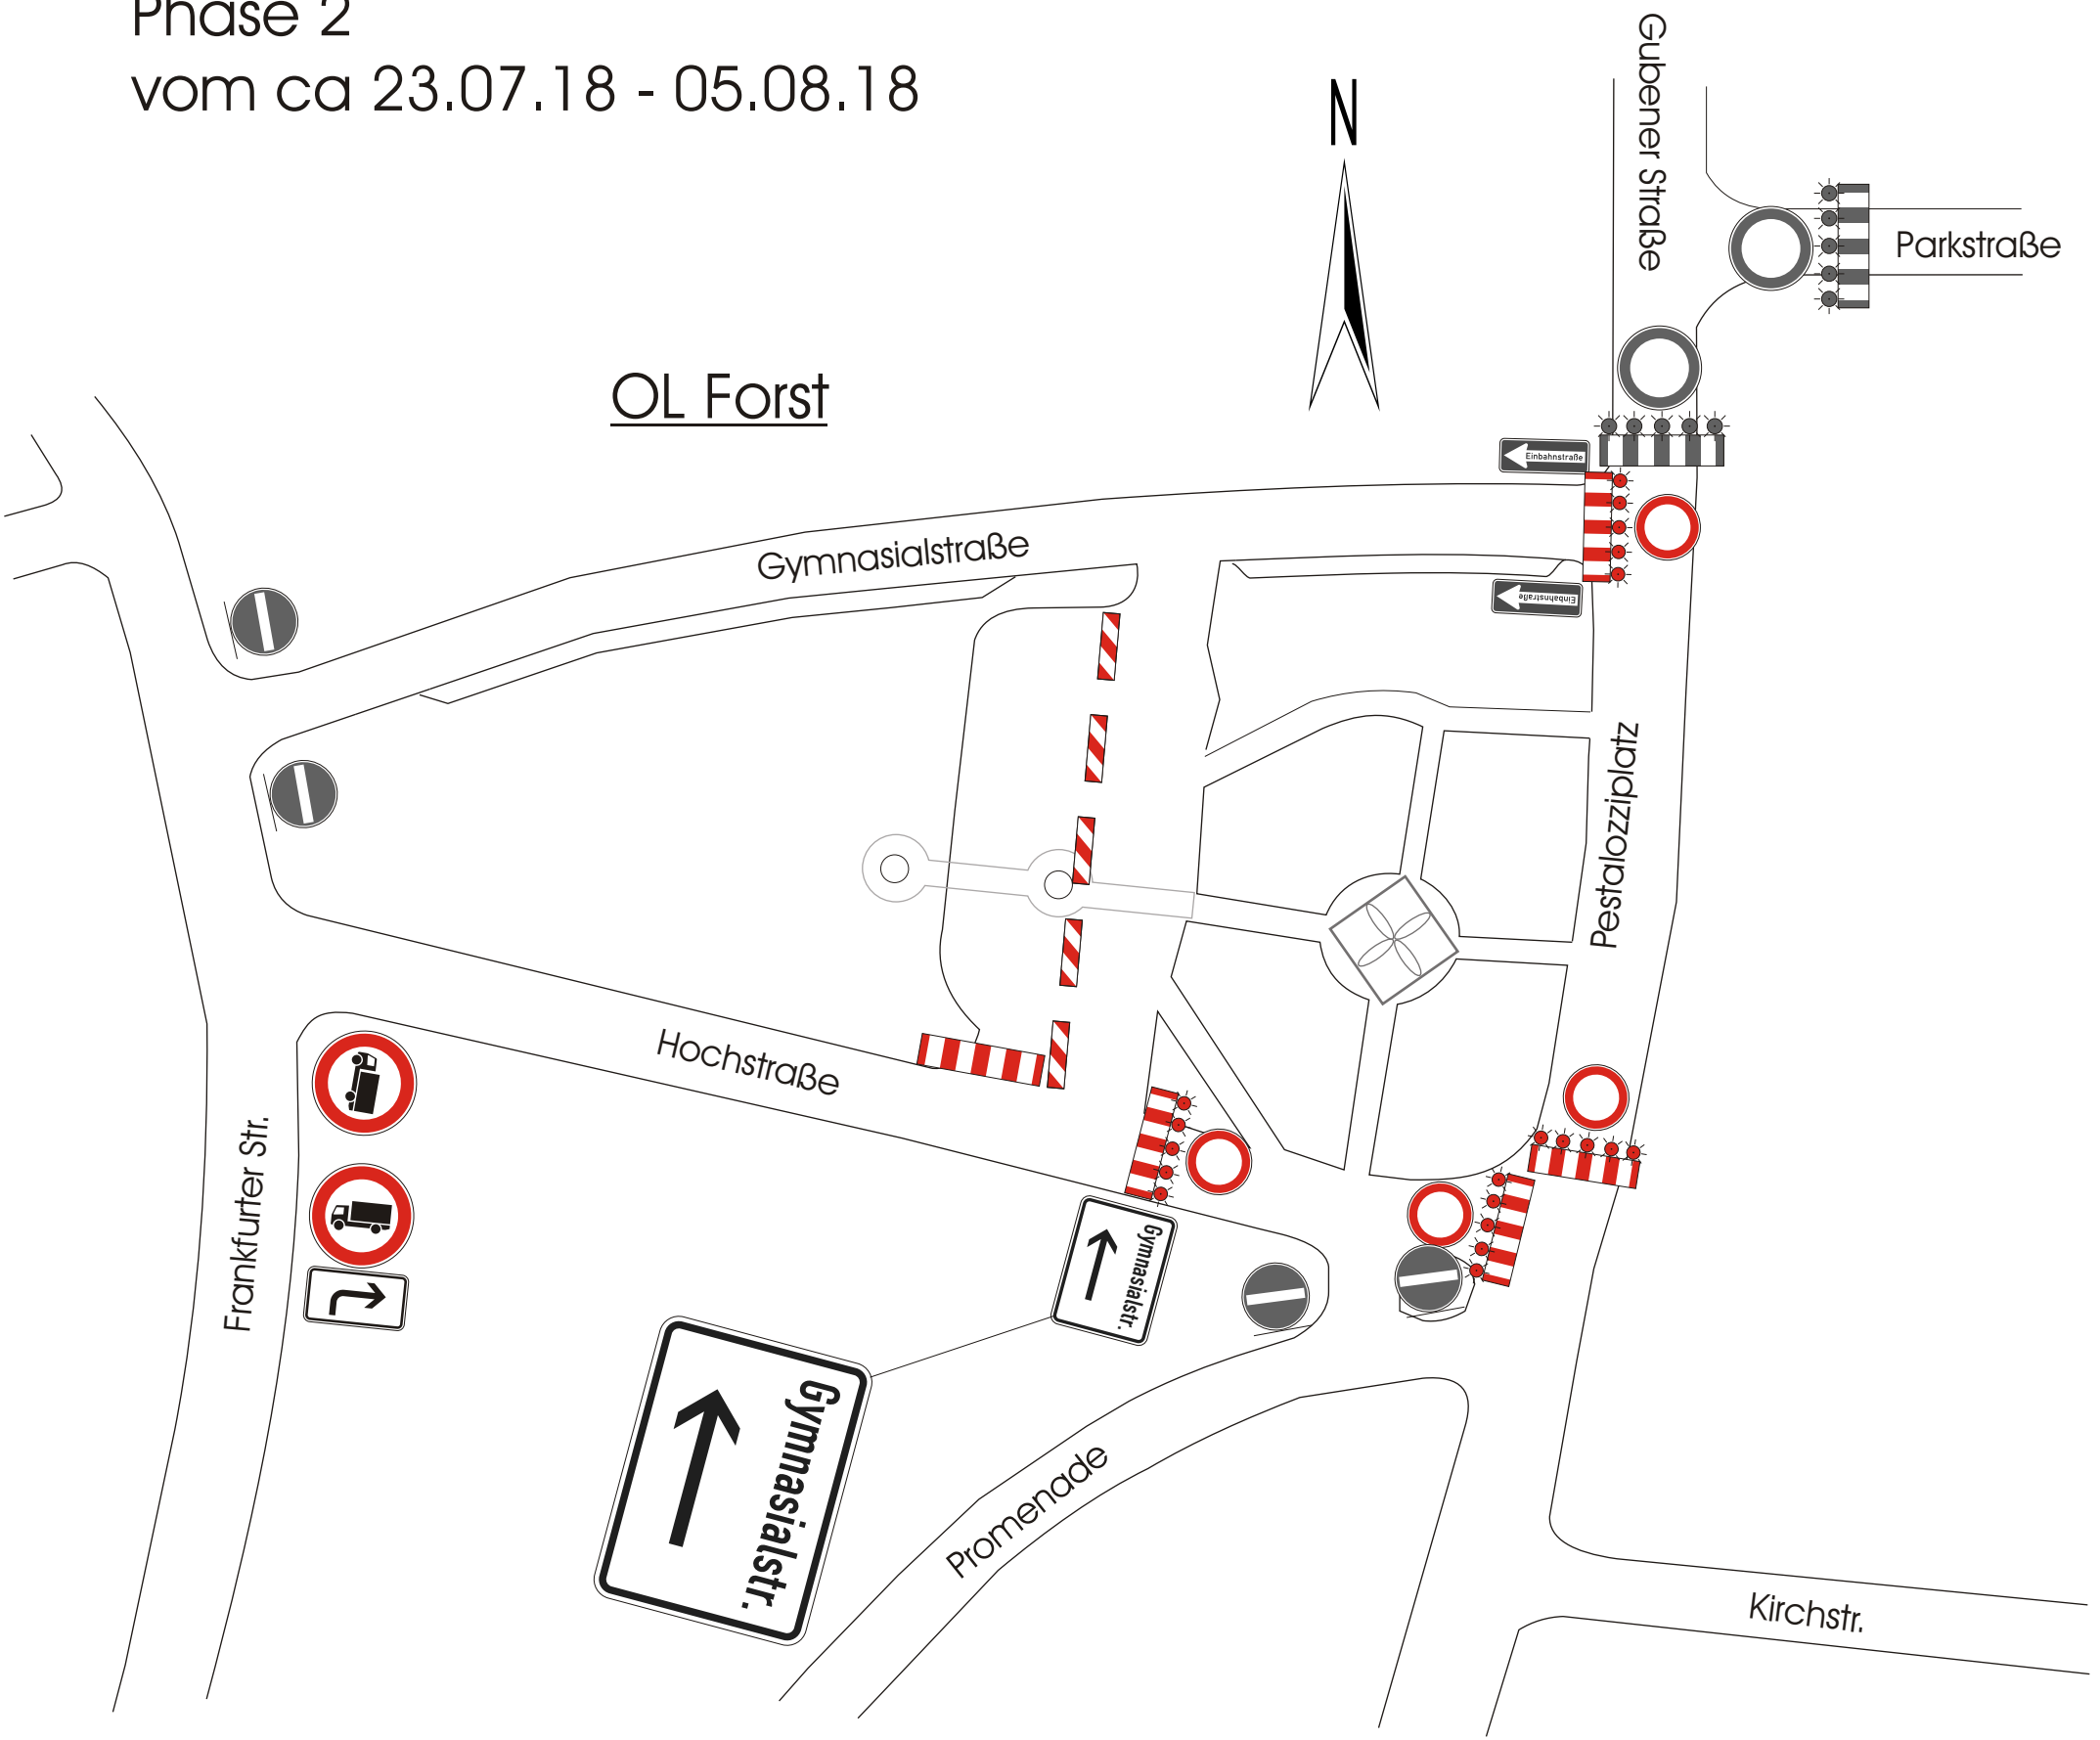 Phase 2
vom ca 23.07.18 - 05.08.18
N
Gubener Straße
Parkstraße
OL Forst
Einbahnstraße
Gymnasialstraße
Einbahnstraße
Pestalozziplatz
Hochstraße
Frankfurter Str.
Gymnasialstr.
Gymnasialstr.
Promenade
Kirchstr.